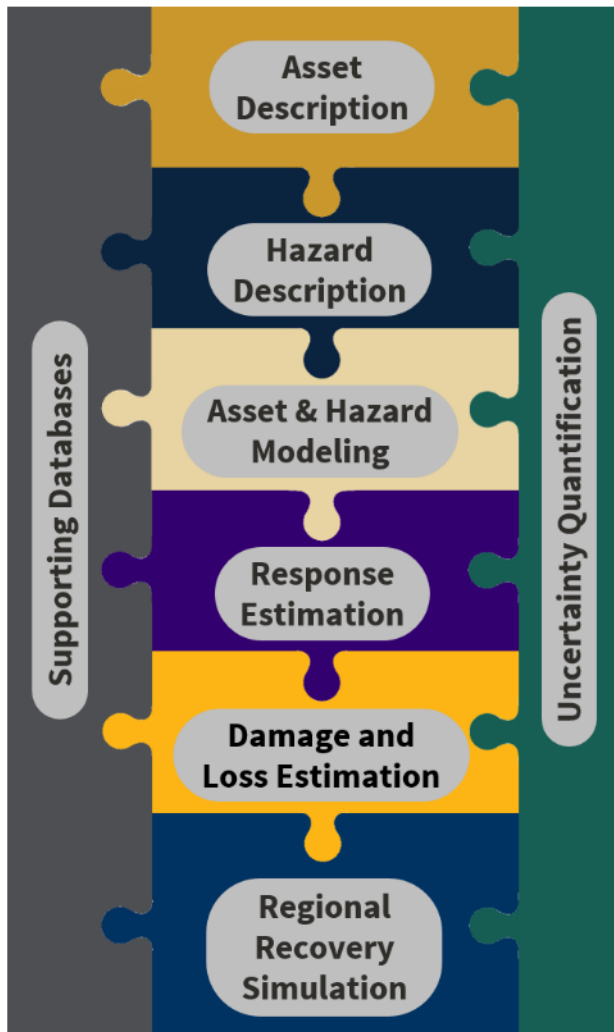 Asset
Description
Hazard
Description
Supporting Databases
Asset & Hazard
Modeling
Uncertainty Quantification
Response
Estimation
Damage and
Loss Estimation
Regional
Recovery
Simulation